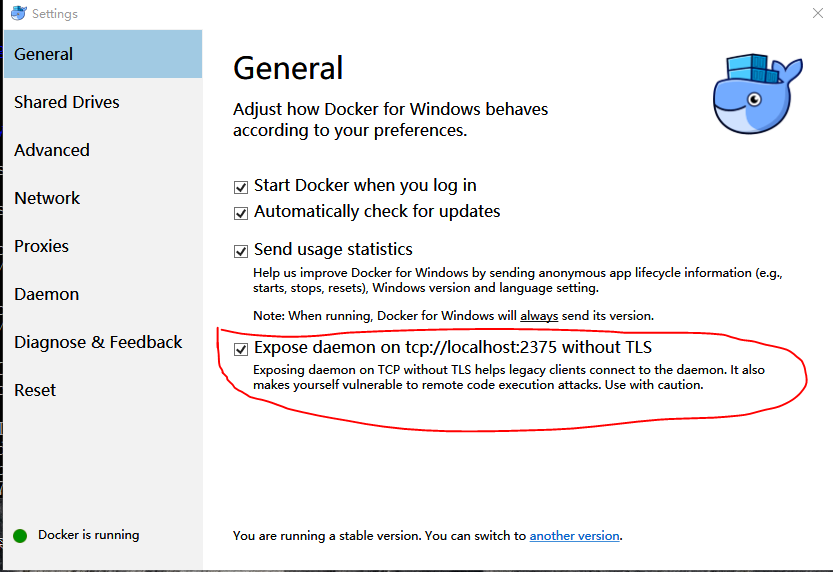 Settings
General
Shared Drives
Advanced
Network
Proxies
Daemon
Diagnose & Feedback
Reset
Docker is running
General
Adjust how Docker for Windows behaves
according to your preferences.
Start Docker when you log in
Automatically check for updates
Send usage statistics
Help us improve Docker for Windows by sending anonymous app lifecycle information (e.g.,
starts, stops, resets), Windows version and language setting.
Note: When running, Docker for Windows will always send its version.
Expose daemon on tcp://localhost:2375 without TLS
Exposing daemon on TCP without TLS helps legacy clients connect to the daemon. It also
makes yourself vulnerable to remote code execution attacks. Use with caution.
You are running a stable version. You can switch to another version.